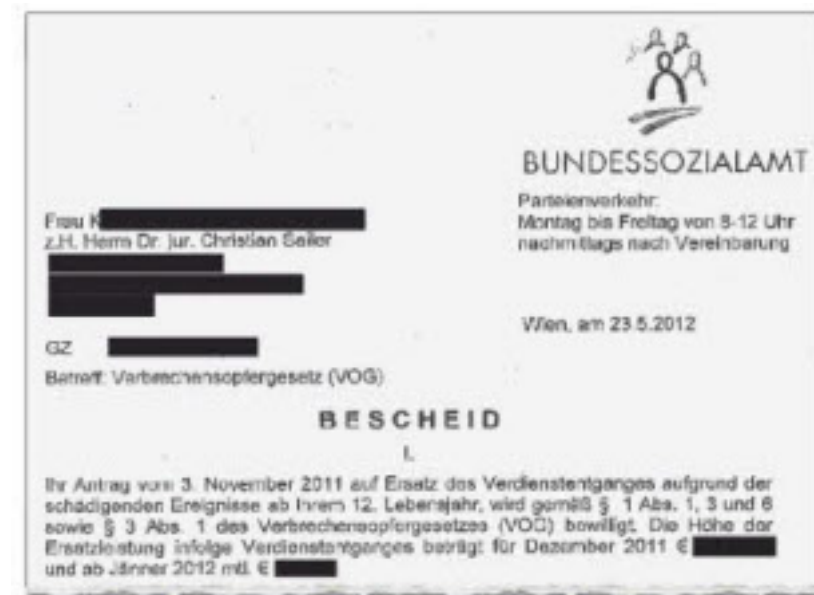 BUNDESSOZIALAMT
Parteienverkehr:
Montag bis Freitag von 8-12 Uhr
nachmittags nach Vereinbarung
Frau K
z.H. Herrn Dr. jur. Christian Sailer
Wien, am 23.5.2012
GZ
Betreff: Verbrechensopfergesetz (VOG)
BESCHEID
I.
Ihr Antrag vom 3. November 2011 auf Ersatz des Verdienstentganges aufgrund der
schädigenden Ereignisse ab Ihrem 12. Lebensjahr, wird gemäß § 1 Abs. 1, 3 und 6
sowie § 3 Abs. 1 des Verbrechensopfergesetzes (VOG) bewilligt. Die Höhe der
Ersatzleistung infolge Verdienstentganges beträgt für Dezember 2011 €
und ab Jänner 2012 mtl. €